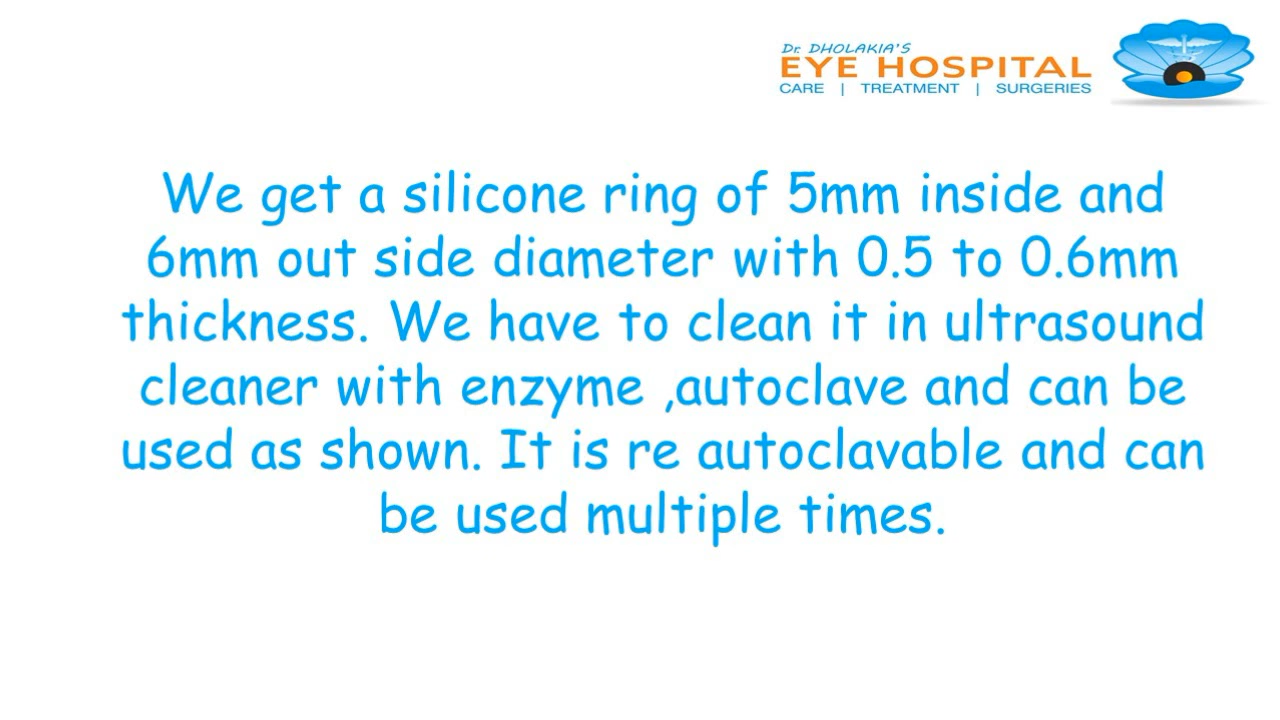 Dr. DHOLAKIA'S
EYE HOSPITAL
CARE | TREATMENT | SURGERIES
We get a silicone ring of 5mm inside and
6mm out side diameter with 0.5 to 0.6mm
thickness. We have to clean it in ultrasound
cleaner with enzyme ,autoclave and can be
used as shown. It is re autoclavable and can
be used multiple times.